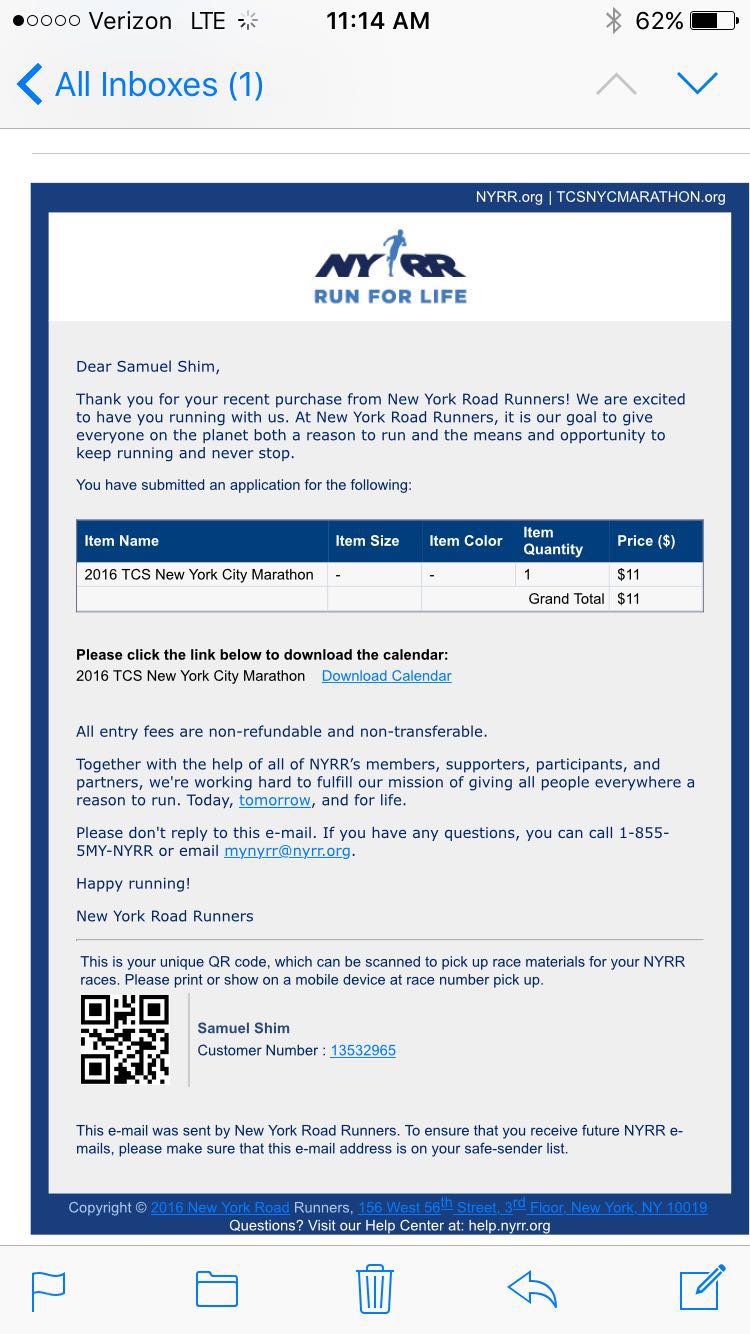 Verizon LTE 11:14 AM 62%
All Inboxes (1)
NYRR.org | TCSNYCMARATHON.org
NYRR
RUN FOR LIFE
Dear Samuel Shim,
Thank you for your recent purchase from New York Road Runners! We are excited
to have you running with us. At New York Road Runners, it is our goal to give
everyone on the planet both a reason to run and the means and opportunity to
keep running and never stop.
You have submitted an application for the following:
Item Name Item Size Item Color Item Quantity Price ($)
2016 TCS New York City Marathon - - 1 $11
Grand Total $11
Please click the link below to download the calendar:
2016 TCS New York City Marathon Download Calendar
All entry fees are non-refundable and non-transferable.
Together with the help of all of NYRR’s members, supporters, participants, and
partners, we're working hard to fulfill our mission of giving all people everywhere a
reason to run. Today, tomorrow, and for life.
Please don't reply to this e-mail. If you have any questions, you can call 1-855-
5MY-NYRR or email mynyrr@nyrr.org.
Happy running!
New York Road Runners
This is your unique QR code, which can be scanned to pick up race materials for your NYRR
races. Please print or show on a mobile device at race number pick up.
Samuel Shim
Customer Number : 13532965
This e-mail was sent by New York Road Runners. To ensure that you receive future NYRR e-
mails, please make sure that this e-mail address is on your safe-sender list.
Copyright © 2016 New York Road Runners, 156 West 56th Street, 3rd Floor, New York, NY 10019
Questions? Visit our Help Center at: help.nyrr.org